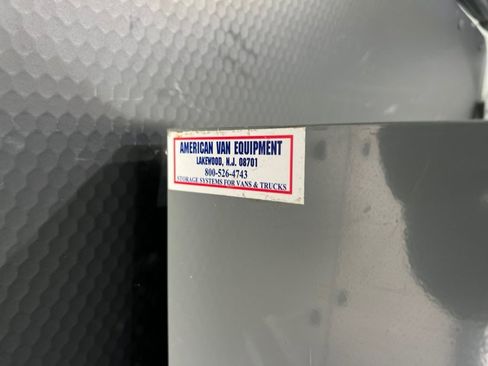 AMERICAN VAN EQUIPMENT
LAKEWOOD, N.J. 08701
800-526-4743
STORAGE SYSTEMS FOR VANS & TRUCKS